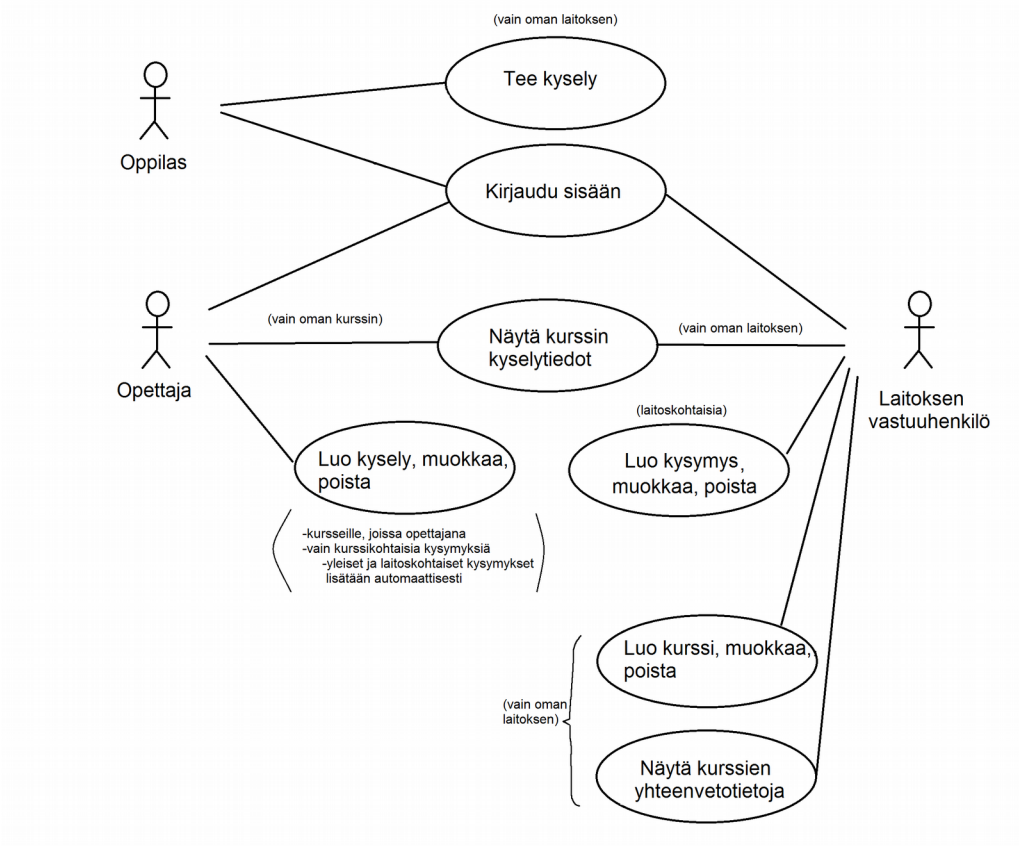 (vain oman laitoksen)
Tee kysely
Oppilas
Kirjaudu sisään
(vain oman kurssin)
Näytä kurssin
kyselytiedot
(vain oman laitoksen)
Opettaja
Laitoksen
vastuuhenkilö
(laitoskohtaisia)
Luo kysely, muokkaa,
poista
Luo kysymys,
muokkaa, poista
-kursseille, joissa opettajana
-vain kurssikohtaisia kysymyksiä
-yleiset ja laitoskohtaiset kysymykset
lisätään automaattisesti
Luo kurssi, muokkaa,
poista
(vain oman
laitoksen)
Näytä kurssien
yhteenvetotietoja